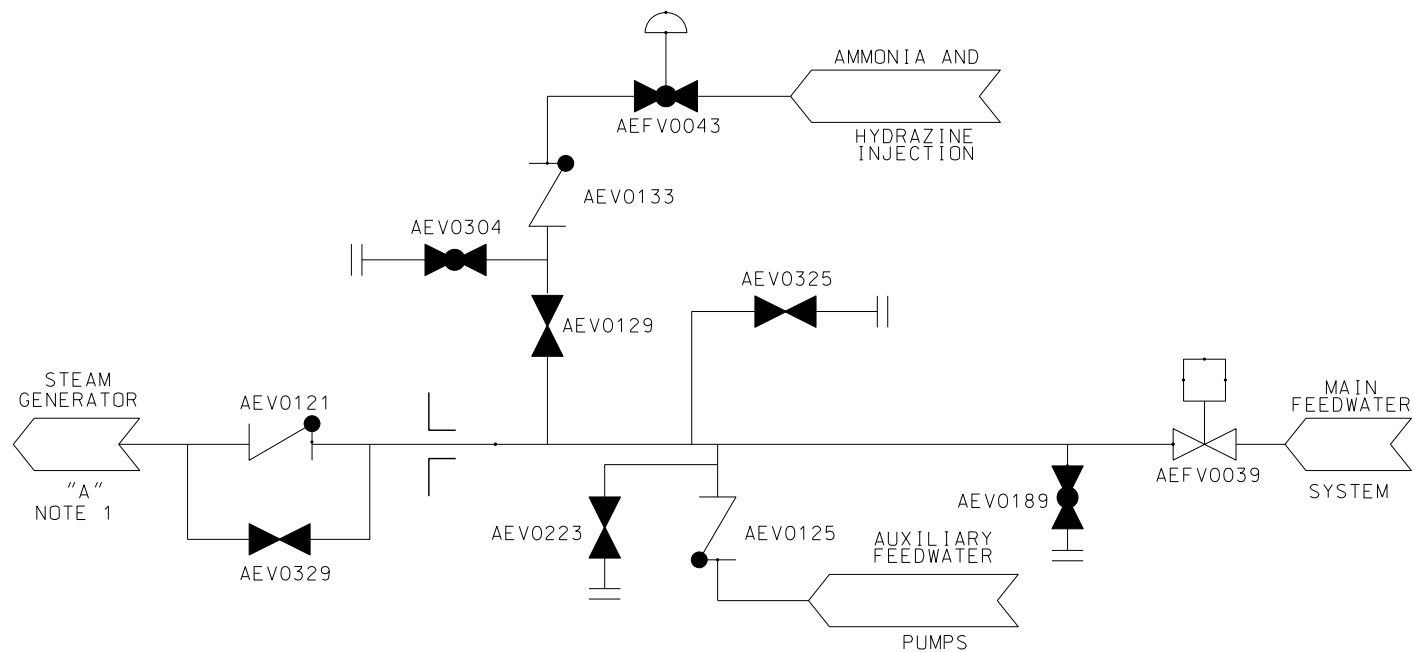 AMMONIA AND
AEFV0043
HYDRAZINE
INJECTION
AEV0133
AEV0304
AEV0325
AEV0129
STEAM
GENERATOR
AEV0121
MAIN
FEEDWATER
AEFV0039
"A"
NOTE 1
SYSTEM
AEV0189
AEV0223
AEV0125
AUXILIARY
FEEDWATER
AEV0329
PUMPS